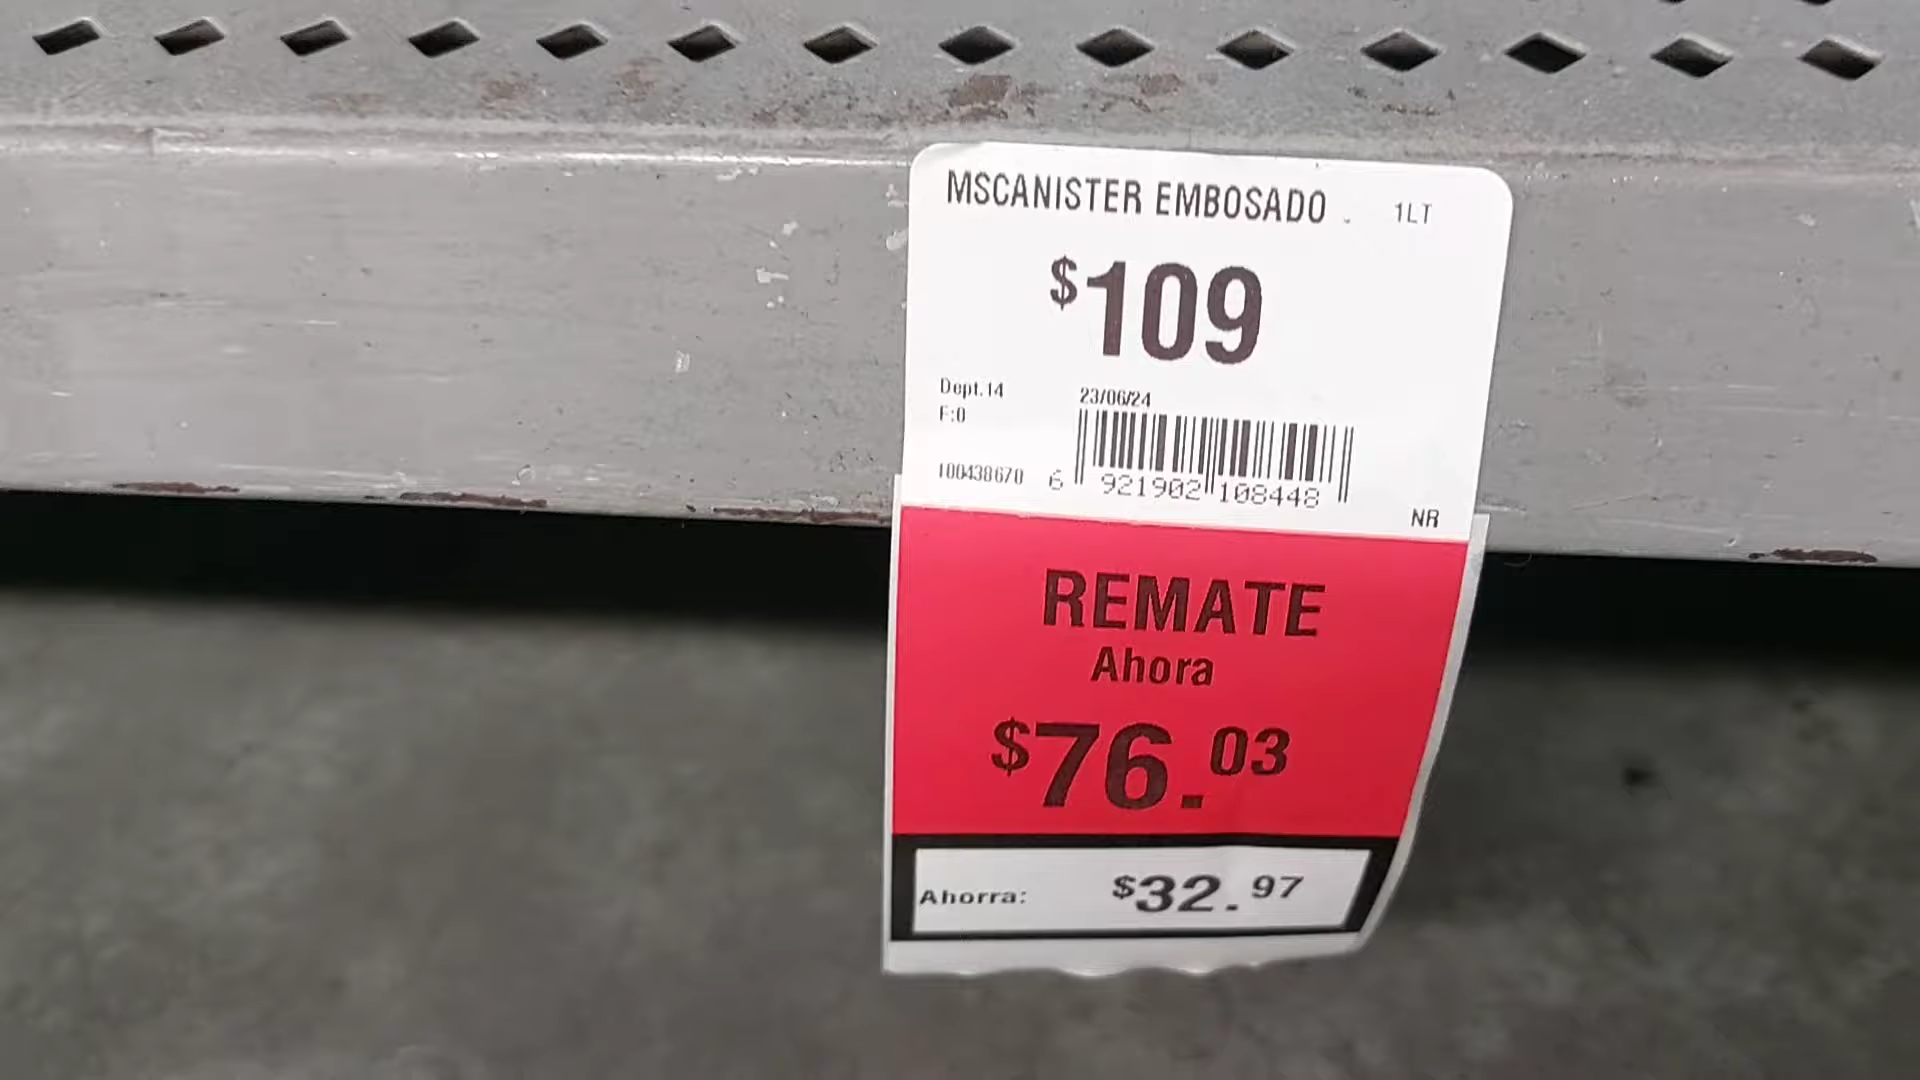 MSCANISTER EMBOSADO . 1LT
$109
Dept.14 23/06/24
F:0
100438670 6 921902 108448
NR
REMATE
Ahora
$76.03
Ahorra: $32.97